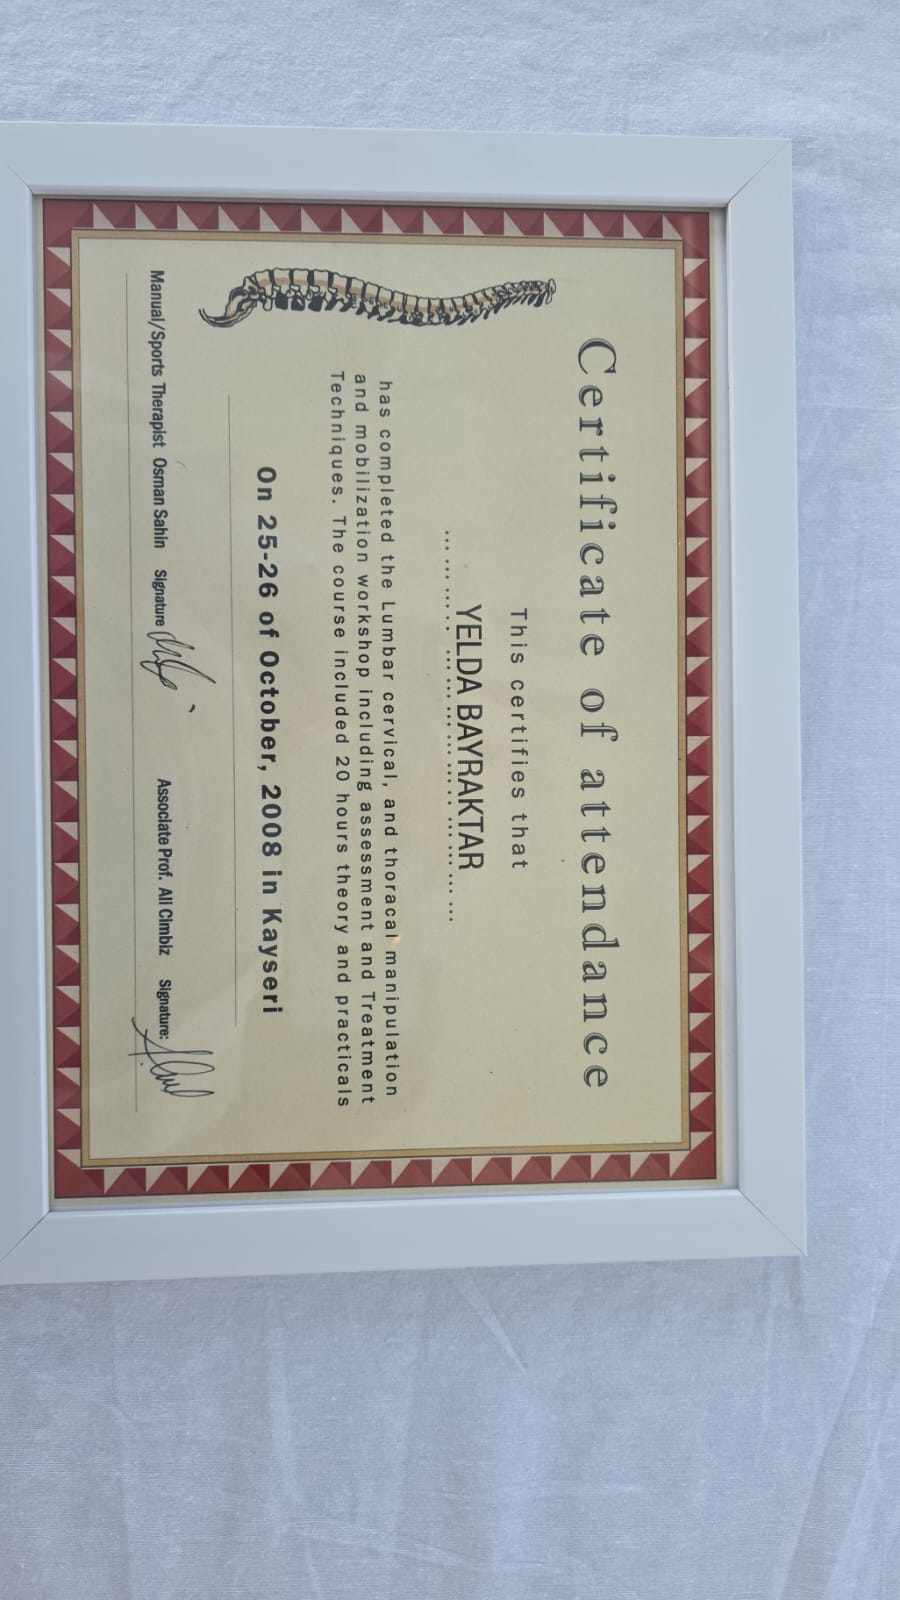 Certificate of attendance
This certifies that
YELDA BAYRAKTAR
has completed the Lumbar cervical, and thoracal manipulation
and mobilization workshop including assessment and Treatment
Techniques. The course included 20 hours theory and practicals
On 25-26 of October, 2008 in Kayseri
Manual/Sports Therapist Osman Sahin Signature Associate Prof. Ali Cimbiz Signature: